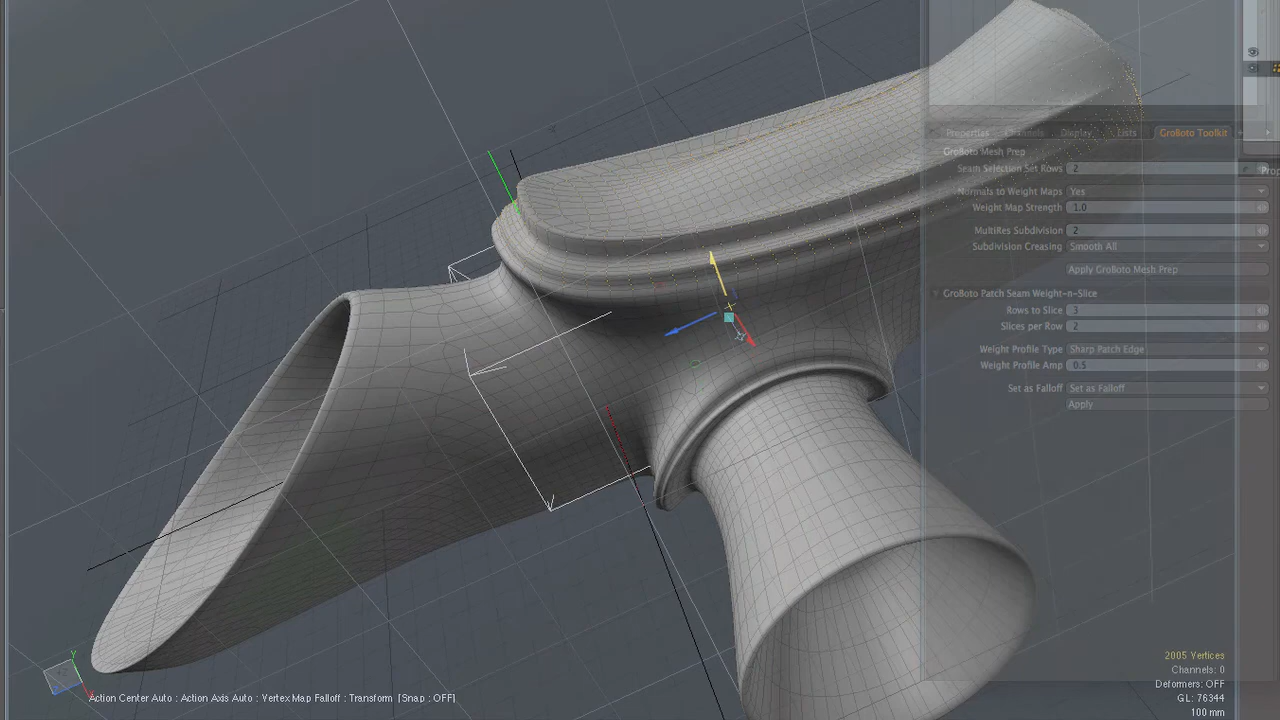 Properties Channels Display Lists GroBoto Toolkit +
GroBoto Mesh Prep
Seam Selection Set Rows 2
Prop
Normals to Weight Maps Yes
Weight Map Strength 1.0
MultiRes Subdivision 2
Subdivision Creasing Smooth All
Apply GroBoto Mesh Prep
GroBoto Patch Seam Weight-n-Slice
Rows to Slice 3
Slices per Row 2
Weight Profile Type Sharp Patch Edge
Weight Profile Amp 0.5
Set as Falloff Set as Falloff
Apply
2005 Vertices
Channels: 0
Deformers: OFF
GL: 76344
100 mm
Y
Action Center Auto : Action Axis Auto : Vertex Map Falloff : Transform [Snap : OFF]